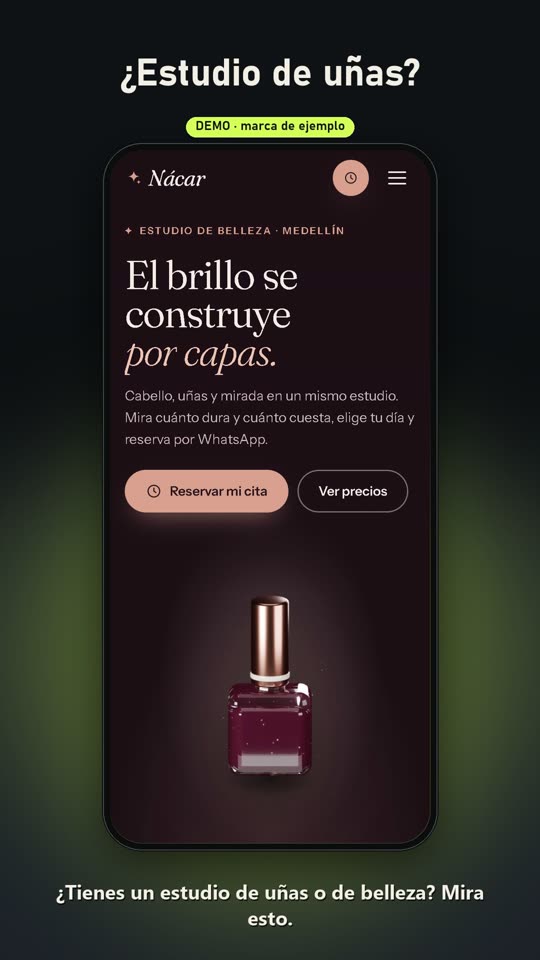 ¿Estudio de uñas?
DEMO · marca de ejemplo
Nácar
ESTUDIO DE BELLEZA · MEDELLÍN
El brillo se
construye
por capas.
Cabello, uñas y mirada en un mismo estudio.
Mira cuánto dura y cuánto cuesta, elige tu día y
reserva por WhatsApp.
Reservar mi cita
Ver precios
¿Tienes un estudio de uñas o de belleza? Mira
esto.